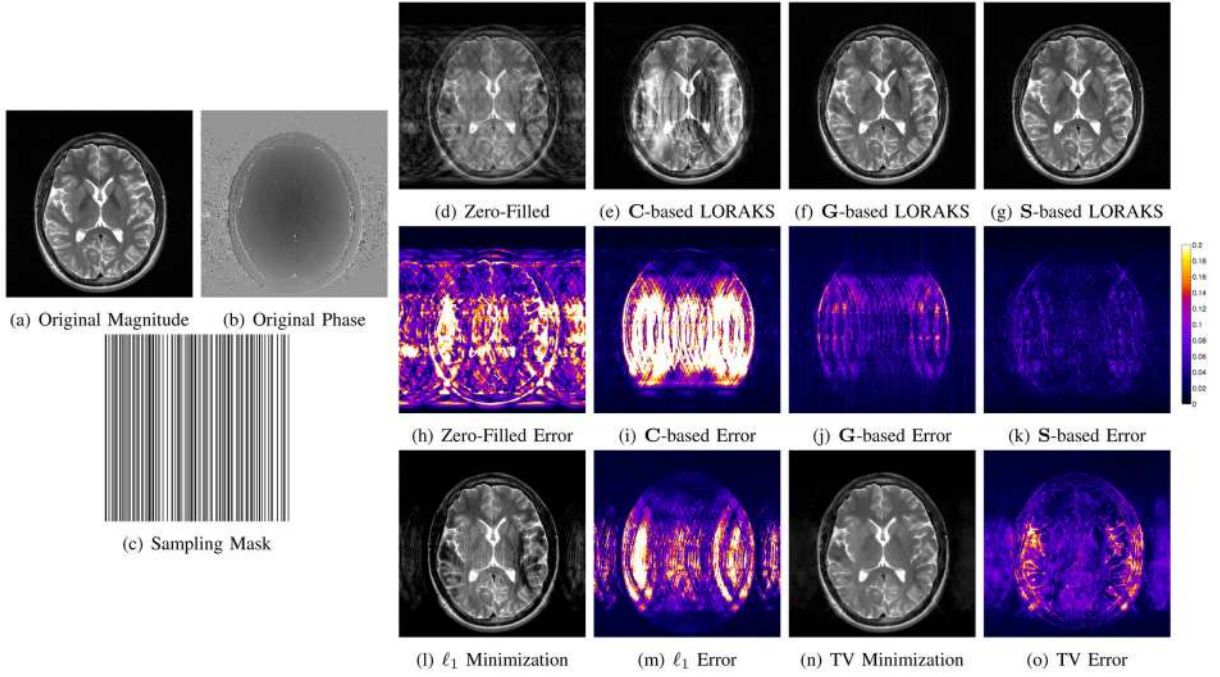 (a) Original Magnitude
(b) Original Phase
(c) Sampling Mask
(d) Zero-Filled
(e) C-based LORAKS
(f) G-based LORAKS
(g) S-based LORAKS
0.2
0.18
0.16
0.14
0.12
0.1
0.08
0.06
0.04
0.02
0
(h) Zero-Filled Error
(i) C-based Error
(j) G-based Error
(k) S-based Error
(l) ℓ₁ Minimization
(m) ℓ₁ Error
(n) TV Minimization
(o) TV Error